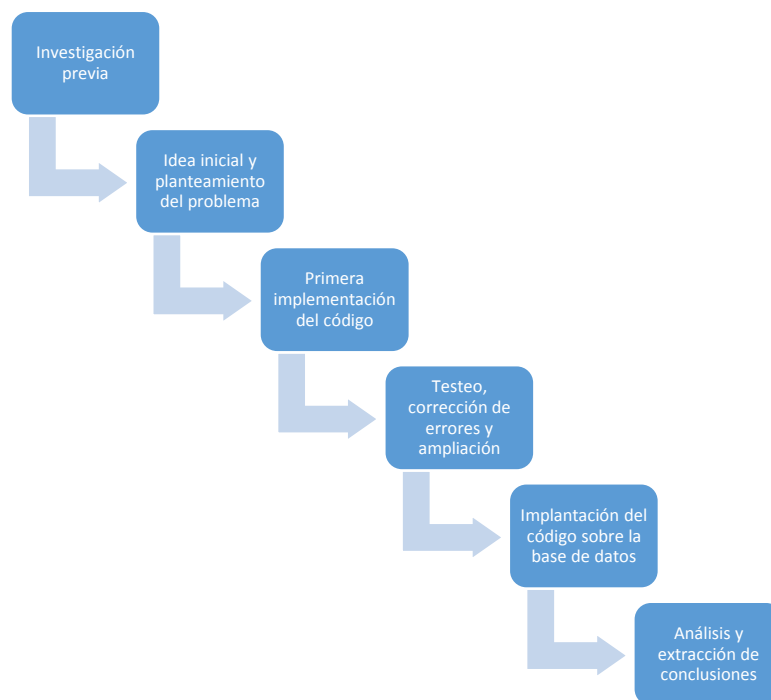 Investigación
previa
Idea inicial y
planteamiento
del problema
Primera
implementación
del código
Testeo,
corrección de
errores y
ampliación
Implantación del
código sobre la
base de datos
Análisis y
extracción de
conclusiones